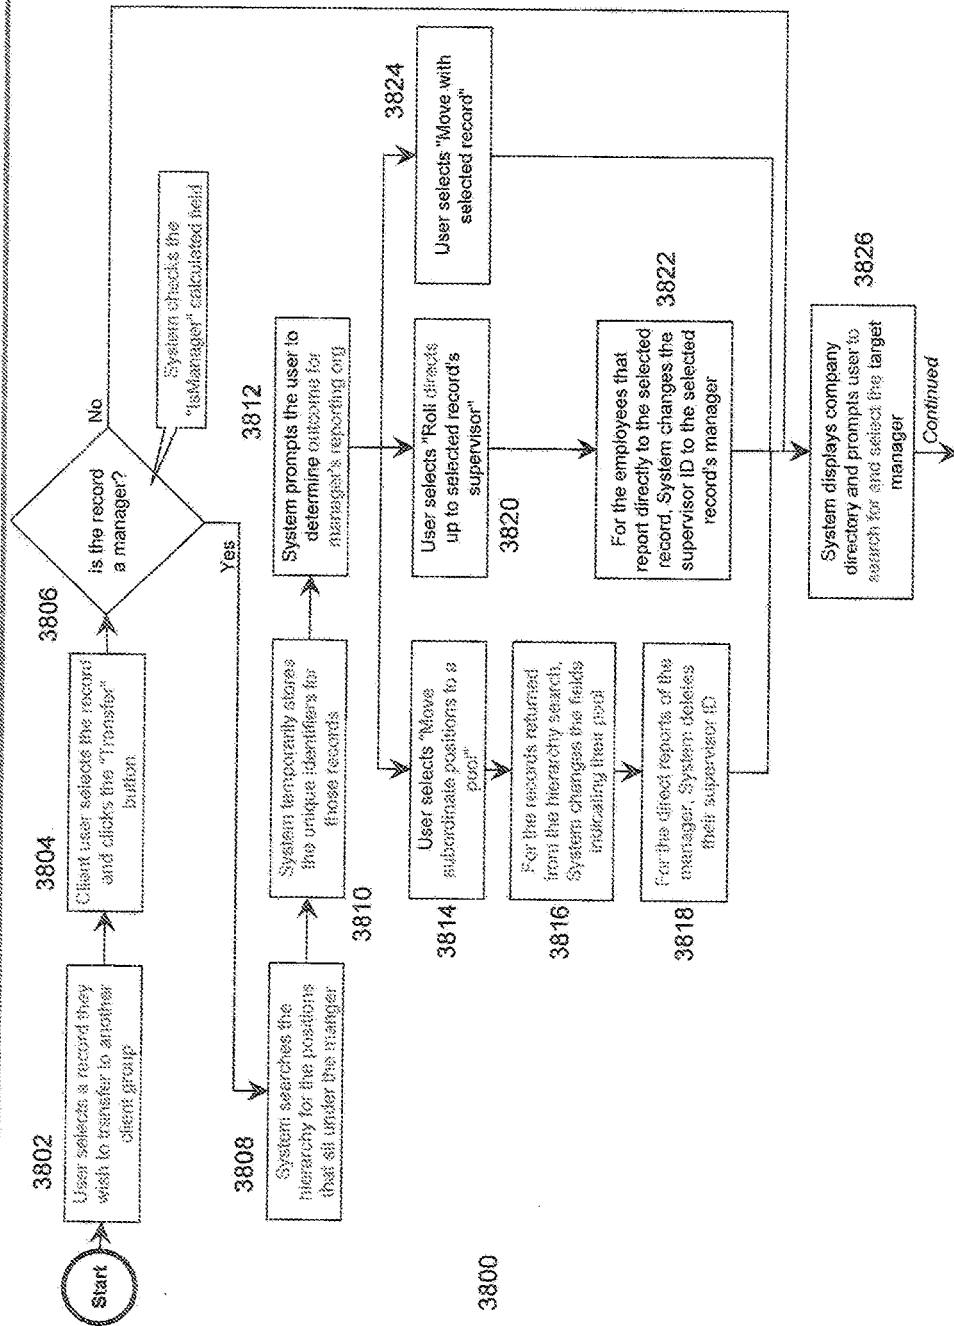 Start
3802
User selects a record they
wish to transfer to another
client group
3804
Client user selects the record
and clicks the "Transfer"
button
3806
Is the record
a manager?
No
Yes
System checks the
"IsManager" calculated field
3808
System searches the
hierarchy for the positions
that sit under the manger
System temporarily stores
the unique identifiers for
those records
3810
3812
System prompts the user to
determine outcome for
manager's reporting org
3814
User selects "Move
subordinate positions to a
pool"
3816
For the records returned
from the hierarchy search,
System changes the fields
indicating their pool
3818
For the direct reports of the
manager, System deletes
their supervisor ID
User selects "Roll directs
up to selected record's
supervisor"
3820
3822
For the employees that
report directly to the selected
record, System changes the
supervisor ID to the selected
record's manager
3824
User selects "Move with
selected record"
3826
System displays company
directory and prompts user to
search for and select the target
manager
Continued
3800